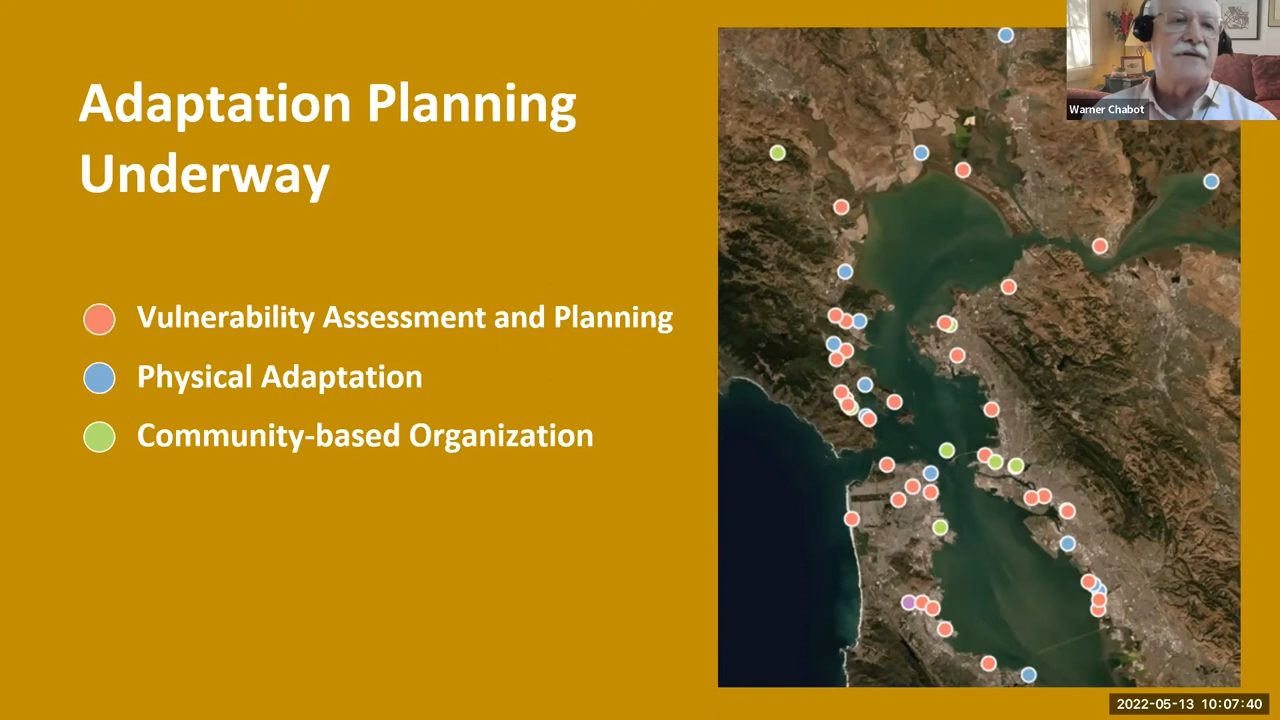 Adaptation Planning
Underway
Vulnerability Assessment and Planning
Physical Adaptation
Community-based Organization
Warner Chabot
2022-05-13 10:07:40